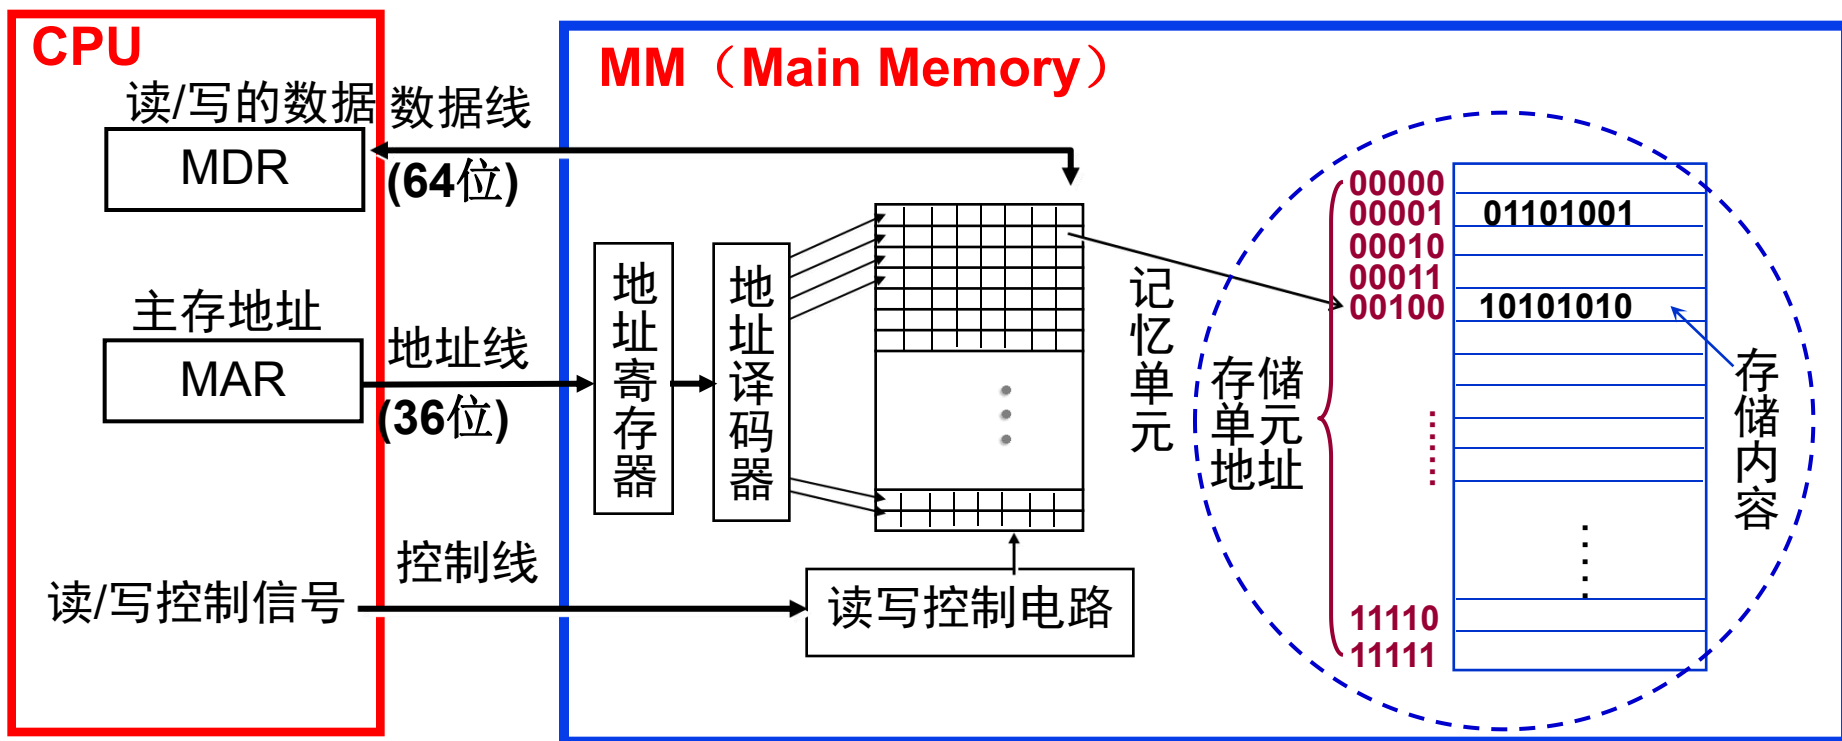 CPU
读/写的数据
MDR
主存地址
MAR
读/写控制信号
数据线
(64位)
地址线
(36位)
控制线
MM（Main Memory）
地址寄存器
地址译码器
读写控制电路
记忆单元
存储
单元
地址
00000
00001 01101001
00010
00011
00100 10101010
11110
11111
存储内容